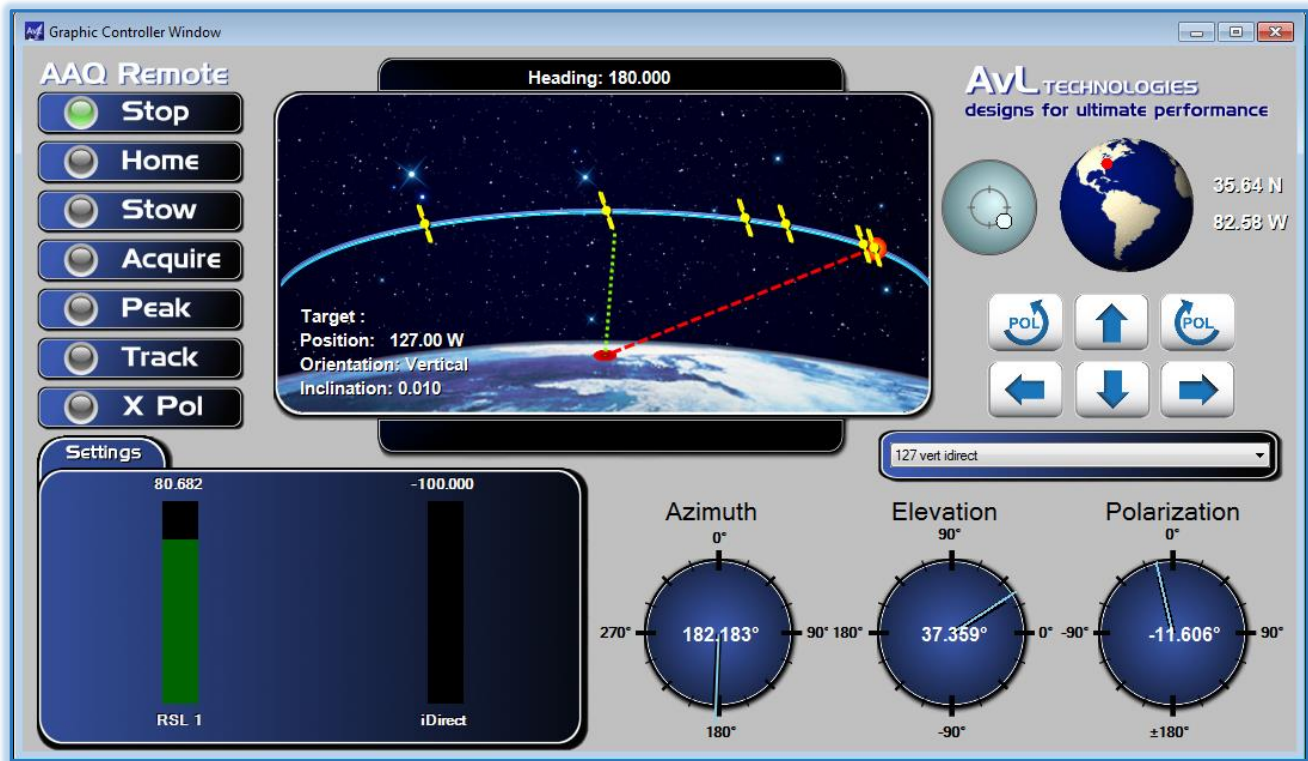 Graphic Controller Window
AAQ Remote
Stop
Home
Stow
Acquire
Peak
Track
X Pol
Heading: 180.000
Target :
Position: 127.00 W
Orientation: Vertical
Inclination: 0.010
AvL TECHNOLOGIES
designs for ultimate performance
35.64 N
82.58 W
POL
POL
127 vert idirect
Settings
80.682
-100.000
RSL 1
iDirect
Azimuth
0°
270°
182.183°
90°
180°
Elevation
90°
180°
37.359°
0°
-90°
Polarization
0°
-90°
-11.606°
90°
±180°